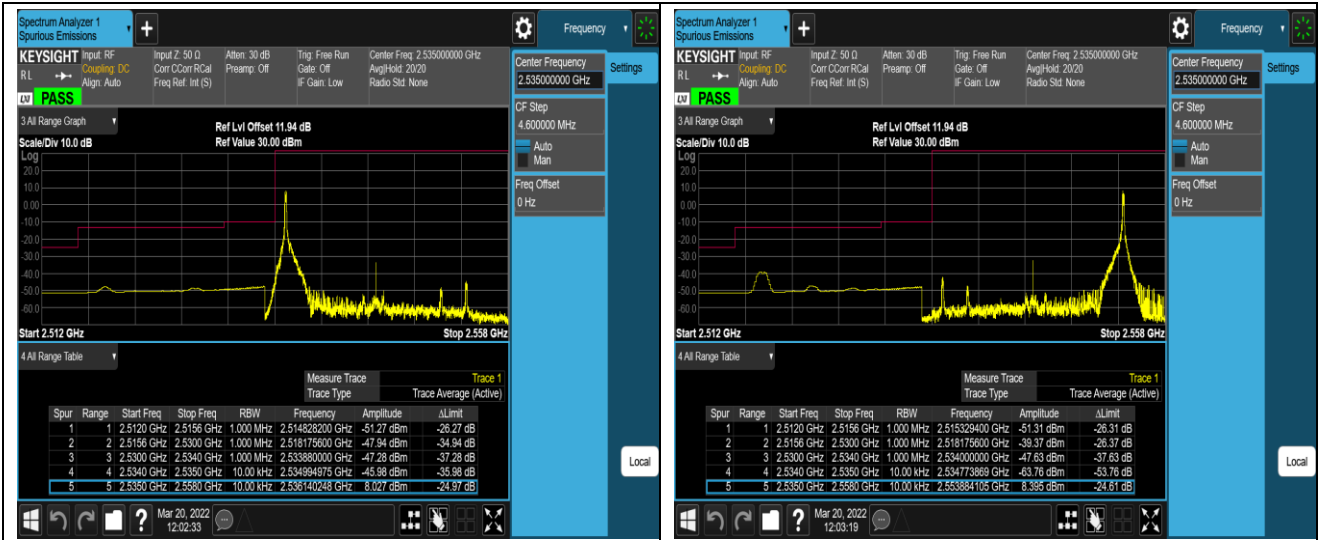 Spectrum Analyzer 1
Spurious Emissions
Frequency
KEYSIGHT Input: RF Input Z: 50 Ω Atten: 30 dB Trig: Free Run Center Freq: 2.535000000 GHz
RL Coupling: DC Corr CCorr RCal Preamp: Off Gate: Off Avg|Hold: 20/20
Align: Auto Freq Ref: Int (S) IF Gain: Low Radio Std: None
PASS
Center Frequency
2.535000000 GHz
Settings
CF Step
4.600000 MHz
Auto
Man
Freq Offset
0 Hz
3 All Range Graph
Ref Lvl Offset 11.94 dB
Scale/Div 10.0 dB Ref Value 30.00 dBm
Log
20.0
10.0
0.00
-10.0
-20.0
-30.0
-40.0
-50.0
-60.0
Start 2.512 GHz Stop 2.558 GHz
4 All Range Table
Measure Trace Trace 1
Trace Type Trace Average (Active)
Spur Range Start Freq Stop Freq RBW Frequency Amplitude ΔLimit
1 1 2.5120 GHz 2.5156 GHz 1.000 MHz 2.514828200 GHz -51.27 dBm -26.27 dB
2 2 2.5156 GHz 2.5300 GHz 1.000 MHz 2.518175600 GHz -47.94 dBm -34.94 dB
3 3 2.5300 GHz 2.5340 GHz 1.000 MHz 2.533880000 GHz -47.28 dBm -37.28 dB
4 4 2.5340 GHz 2.5350 GHz 10.00 kHz 2.534994975 GHz -45.98 dBm -35.98 dB
5 5 2.5350 GHz 2.5580 GHz 10.00 kHz 2.536140248 GHz 8.027 dBm -24.97 dB
Local
Mar 20, 2022
12:02:33
Spectrum Analyzer 1
Spurious Emissions
Frequency
KEYSIGHT Input: RF Input Z: 50 Ω Atten: 30 dB Trig: Free Run Center Freq: 2.535000000 GHz
RL Coupling: DC Corr CCorr RCal Preamp: Off Gate: Off Avg|Hold: 20/20
Align: Auto Freq Ref: Int (S) IF Gain: Low Radio Std: None
PASS
Center Frequency
2.535000000 GHz
Settings
CF Step
4.600000 MHz
Auto
Man
Freq Offset
0 Hz
3 All Range Graph
Ref Lvl Offset 11.94 dB
Scale/Div 10.0 dB Ref Value 30.00 dBm
Log
20.0
10.0
0.00
-10.0
-20.0
-30.0
-40.0
-50.0
-60.0
Start 2.512 GHz Stop 2.558 GHz
4 All Range Table
Measure Trace Trace 1
Trace Type Trace Average (Active)
Spur Range Start Freq Stop Freq RBW Frequency Amplitude ΔLimit
1 1 2.5120 GHz 2.5156 GHz 1.000 MHz 2.515329400 GHz -51.31 dBm -26.31 dB
2 2 2.5156 GHz 2.5300 GHz 1.000 MHz 2.518175600 GHz -39.37 dBm -26.37 dB
3 3 2.5300 GHz 2.5340 GHz 1.000 MHz 2.534000000 GHz -47.63 dBm -37.63 dB
4 4 2.5340 GHz 2.5350 GHz 10.00 kHz 2.534773869 GHz -63.76 dBm -53.76 dB
5 5 2.5350 GHz 2.5580 GHz 10.00 kHz 2.553884105 GHz 8.395 dBm -24.61 dB
Local
Mar 20, 2022
12:03:19